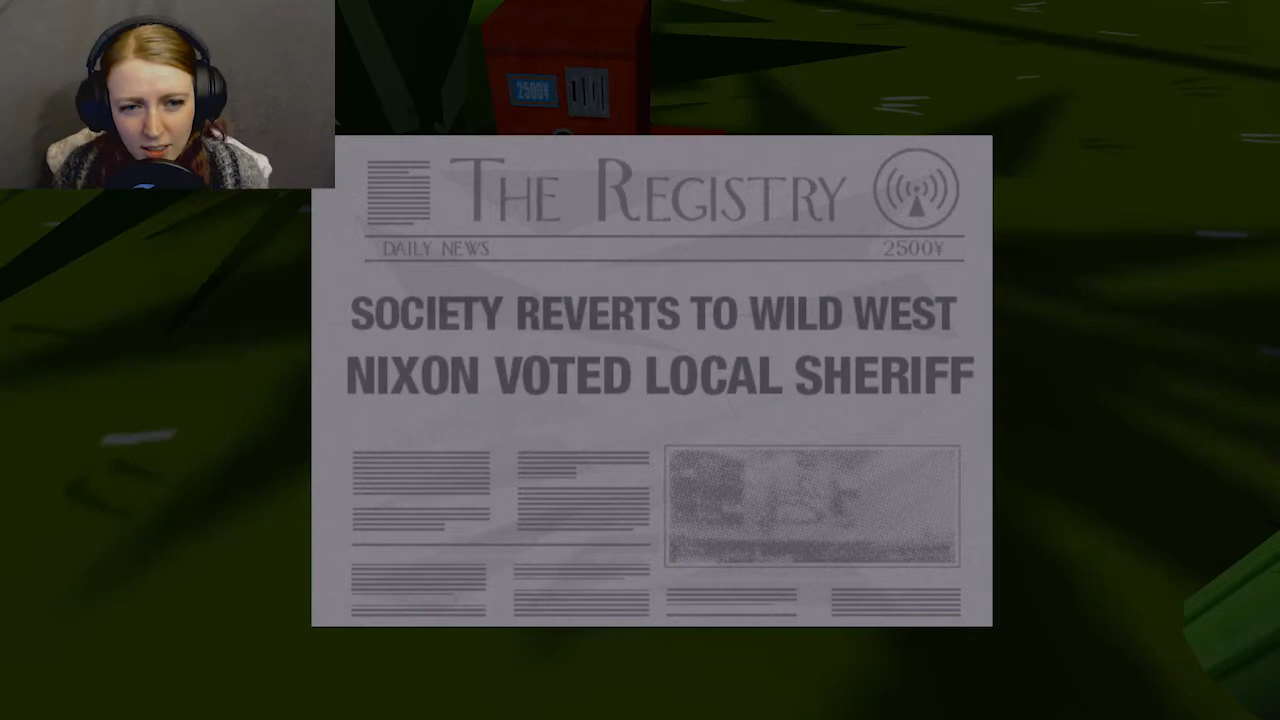 2500¥
THE REGISTRY
DAILY NEWS
2500¥
SOCIETY REVERTS TO WILD WEST
NIXON VOTED LOCAL SHERIFF